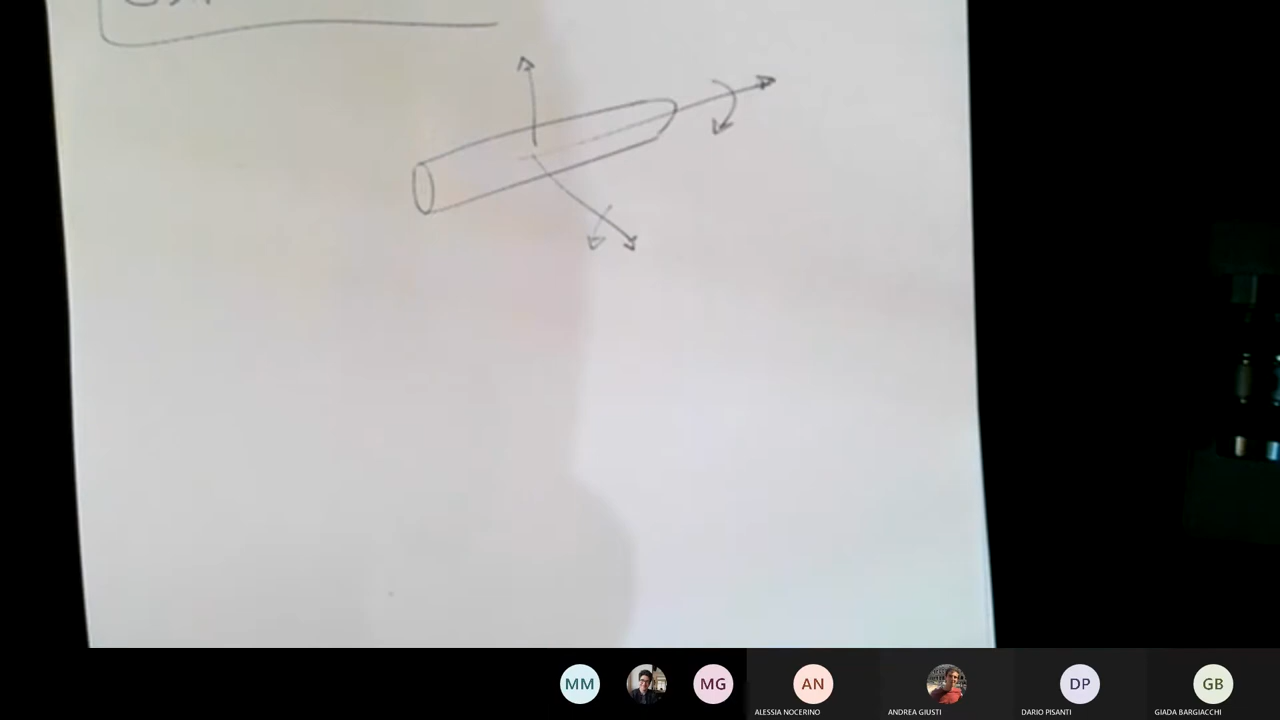 MM
MG
AN
DP
GB
ALESSIA NOCERINO
ANDREA GIUSTI
DARIO PISANTI
GIADA BARGIACCHI